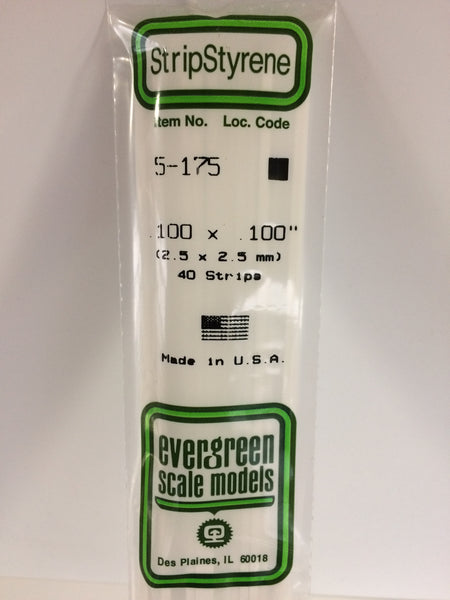 StripStyrene
Item No. Loc. Code
5-175
.100 x .100"
(2.5 x 2.5 mm)
40 Strips
Made in U.S.A.
evergreen
scale models
Des Plaines, IL 60018